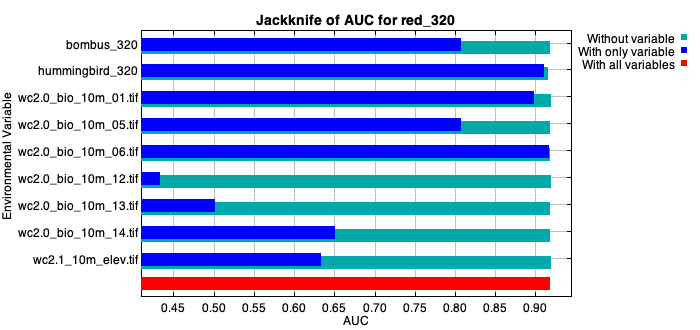 Jackknife of AUC for red_320
Environmental Variable
bombus_320
hummingbird_320
wc2.0_bio_10m_01.tif
wc2.0_bio_10m_05.tif
wc2.0_bio_10m_06.tif
wc2.0_bio_10m_12.tif
wc2.0_bio_10m_13.tif
wc2.0_bio_10m_14.tif
wc2.1_10m_elev.tif
0.45 0.50 0.55 0.60 0.65 0.70 0.75 0.80 0.85 0.90
AUC
Without variable
With only variable
With all variables